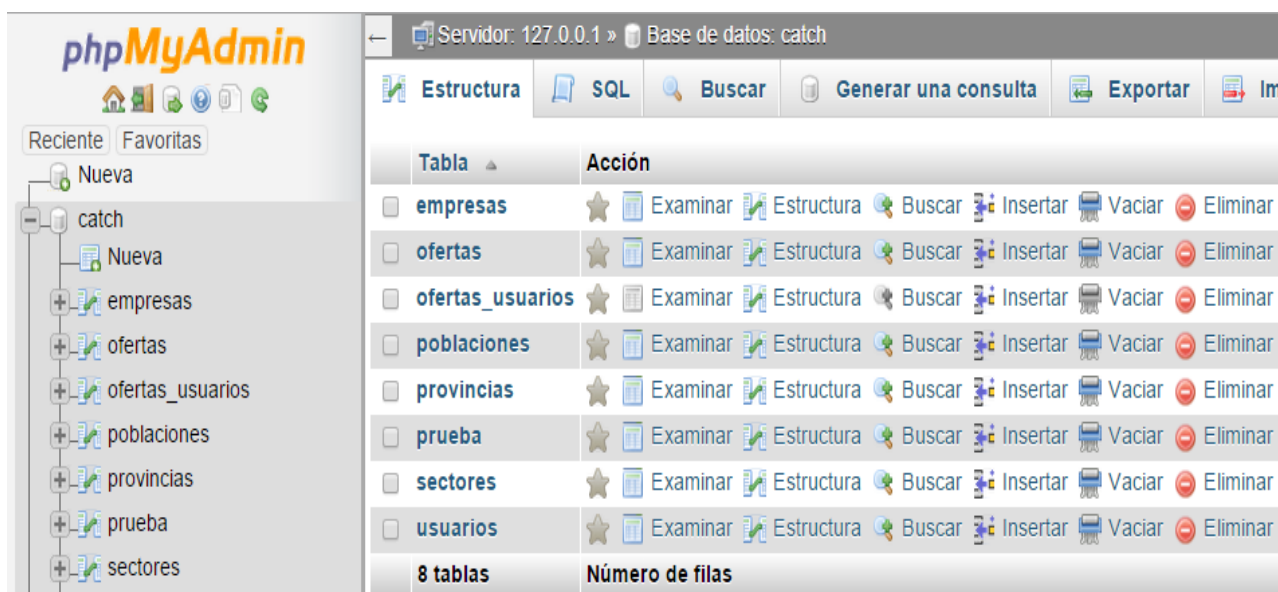 phpMyAdmin
Reciente Favoritas
Nueva
catch
Nueva
empresas
ofertas
ofertas_usuarios
poblaciones
provincias
prueba
sectores
← Servidor: 127.0.0.1 » Base de datos: catch
Estructura SQL Buscar Generar una consulta Exportar Im
Tabla Acción
empresas Examinar Estructura Buscar Insertar Vaciar Eliminar
ofertas Examinar Estructura Buscar Insertar Vaciar Eliminar
ofertas_usuarios Examinar Estructura Buscar Insertar Vaciar Eliminar
poblaciones Examinar Estructura Buscar Insertar Vaciar Eliminar
provincias Examinar Estructura Buscar Insertar Vaciar Eliminar
prueba Examinar Estructura Buscar Insertar Vaciar Eliminar
sectores Examinar Estructura Buscar Insertar Vaciar Eliminar
usuarios Examinar Estructura Buscar Insertar Vaciar Eliminar
8 tablas Número de filas